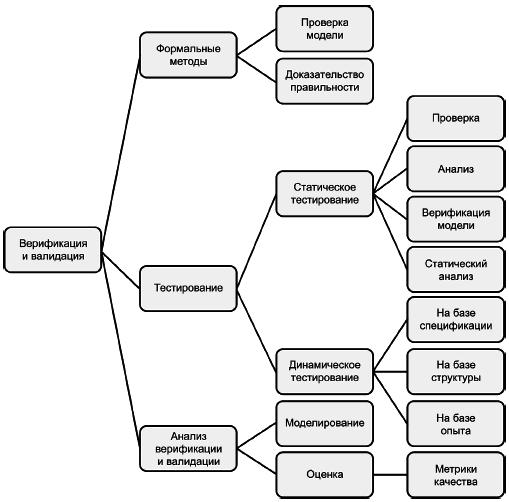 Проверка
модели
Формальные
методы
Доказательство
правильности
Проверка
Анализ
Статическое
тестирование
Верификация
модели
Верификация
и валидация
Статический
анализ
Тестирование
На базе
спецификации
Динамическое
тестирование
На базе
структуры
На базе
опыта
Моделирование
Анализ
верификации
и валидации
Оценка
Метрики
качества